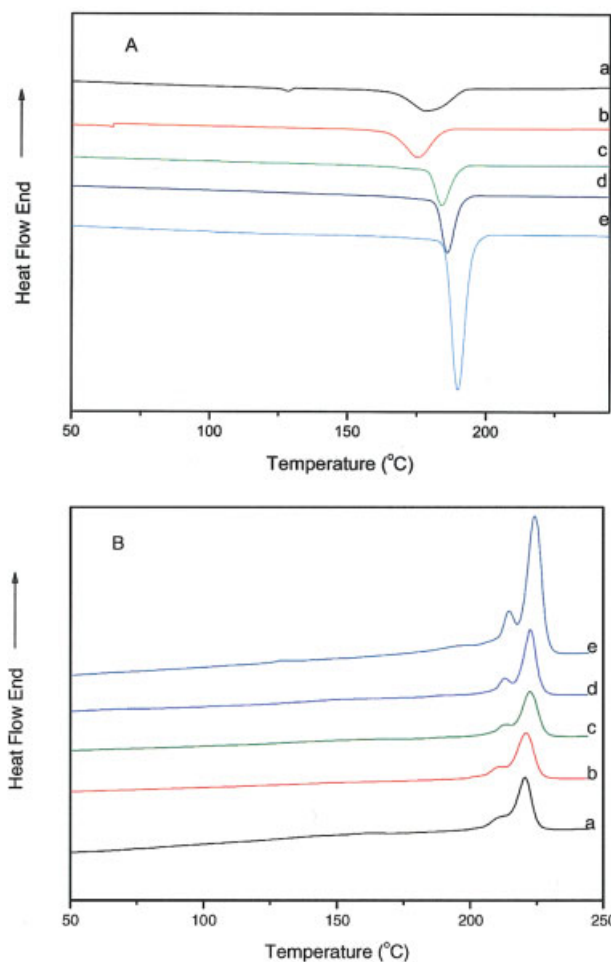 A
a
b
c
d
e
Heat Flow End
50
100
150
200
Temperature (°C)
B
e
d
c
b
a
Heat Flow End
50
100
150
200
250
Temperature (°C)